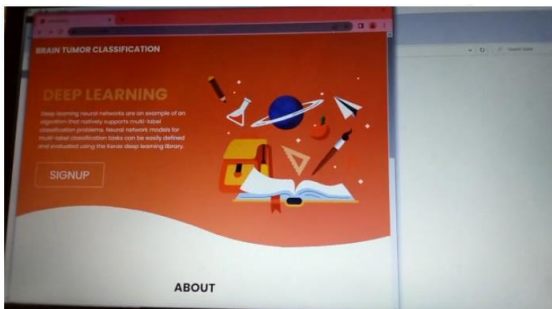 BRAIN TUMOR CLASSIFICATION
DEEP LEARNING
Deep learning neural networks are an example of an
algorithm that natively supports multi-label
classification problems. Neural network models for
multi-label classification tasks can be easily defined
and evaluated using the Keras deep learning library.
SIGNUP
ABOUT